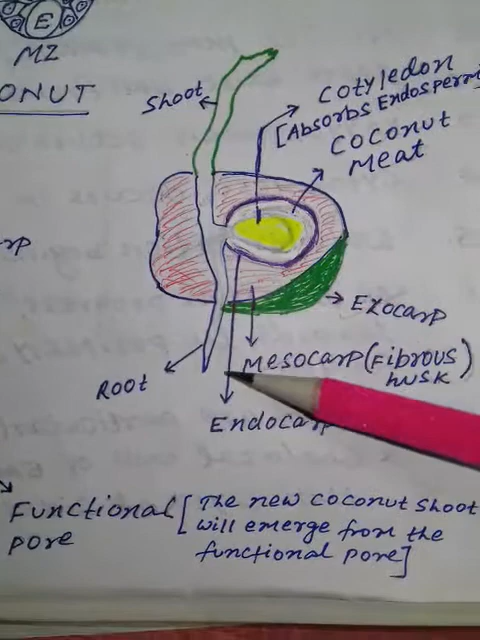 E
MZ
ONUT
Shoot
Cotyledon
[Absorbs Endosperm]
Coconut
Meat
arp
Exocarp
Mesocarp (Fibrous
husk)
Root
Endocarp
Functional
pore
[The new coconut shoot
will emerge from the
functional pore]